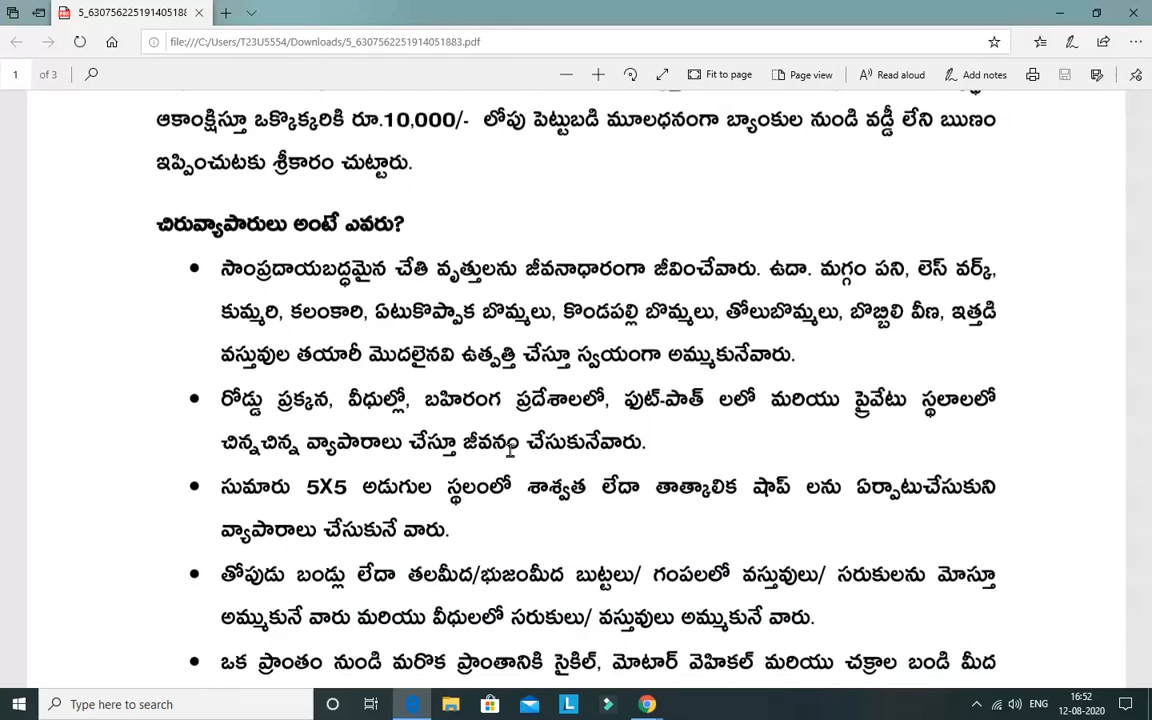 5_6307562251914051883
file:///C:/Users/T23U5554/Downloads/5_6307562251914051883.pdf
1 of 3 Fit to page Page view Read aloud Add notes
ఆకాంక్షిస్తూ ఒక్కొక్కరికి రూ.10,000/- లోపు పెట్టుబడి మూలధనంగా బ్యాంకుల నుండి వడ్డీ లేని ఋణం
ఇప్పించుటకు శ్రీకారం చుట్టారు.
చిరువ్యాపారులు అంటే ఎవరు?
• సాంప్రదాయబద్ధమైన చేతి వృత్తులను జీవనాధారంగా జీవించేవారు. ఉదా. మగ్గం పని, లెస్ వర్క్,
కుమ్మరి, కలంకారి, ఏటుకొప్పాక బొమ్మలు, కొండపల్లి బొమ్మలు, తోలుబొమ్మలు, బొబ్బిలి వీణ, ఇత్తడి
వస్తువుల తయారీ మొదలైనవి ఉత్పత్తి చేస్తూ స్వయంగా అమ్ముకునేవారు.
• రోడ్డు ప్రక్కన, వీధుల్లో, బహిరంగ ప్రదేశాలలో, ఫుట్-పాత్ లలో మరియు ప్రైవేటు స్థలాలలో
చిన్నచిన్న వ్యాపారాలు చేస్తూ జీవనం చేసుకునేవారు.
• సుమారు 5X5 అడుగుల స్థలంలో శాశ్వత లేదా తాత్కాలిక షాప్ లను ఏర్పాటుచేసుకుని
వ్యాపారాలు చేసుకునే వారు.
• తోపుడు బండ్లు లేదా తలమీద/భుజంమీద బుట్టలు/ గంపలలో వస్తువులు/ సరుకులను మోస్తూ
అమ్ముకునే వారు మరియు వీధులలో సరుకులు/ వస్తువులు అమ్ముకునే వారు.
• ఒక ప్రాంతం నుండి మరొక ప్రాంతానికి సైకిల్, మోటార్ వెహికల్ మరియు చక్రాల బండి మీద
Type here to search
ENG
16:52
12-08-2020